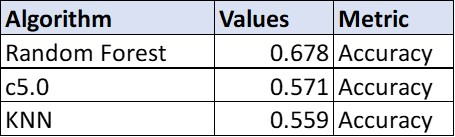 Algorithm Values Metric
Random Forest 0.678 Accuracy
c5.0 0.571 Accuracy
KNN 0.559 Accuracy